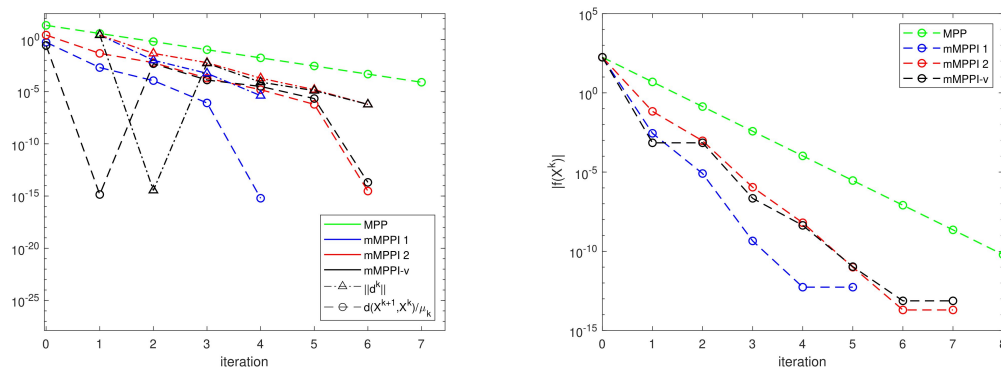 10^0
10^-5
10^-10
10^-15
10^-20
10^-25
0 1 2 3 4 5 6 7
iteration
MPP
mMPPI 1
mMPPI 2
mMPPI-v
||d^k||
d(X^{k+1},X^k)/μ_k
10^5
10^0
10^-5
10^-10
10^-15
|f(X^k)|
0 1 2 3 4 5 6 7 8
iteration
MPP
mMPPI 1
mMPPI 2
mMPPI-v